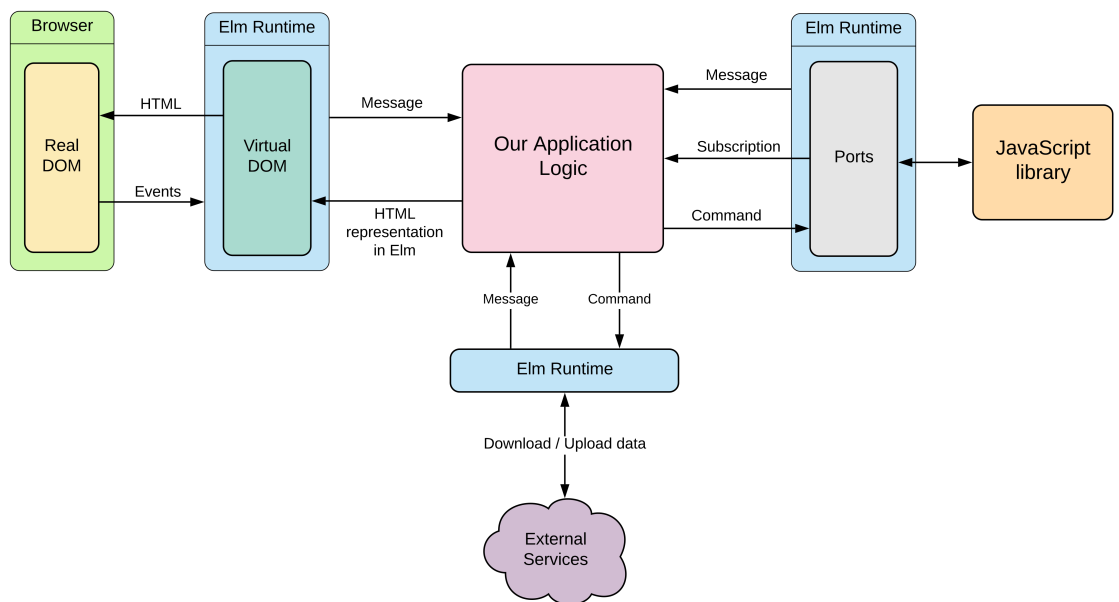 Browser
Elm Runtime
Elm Runtime
Real
DOM
HTML
Events
Virtual
DOM
Message
HTML
representation
in Elm
Our Application
Logic
Message
Subscription
Command
Ports
JavaScript
library
Message
Command
Elm Runtime
Download / Upload data
External
Services